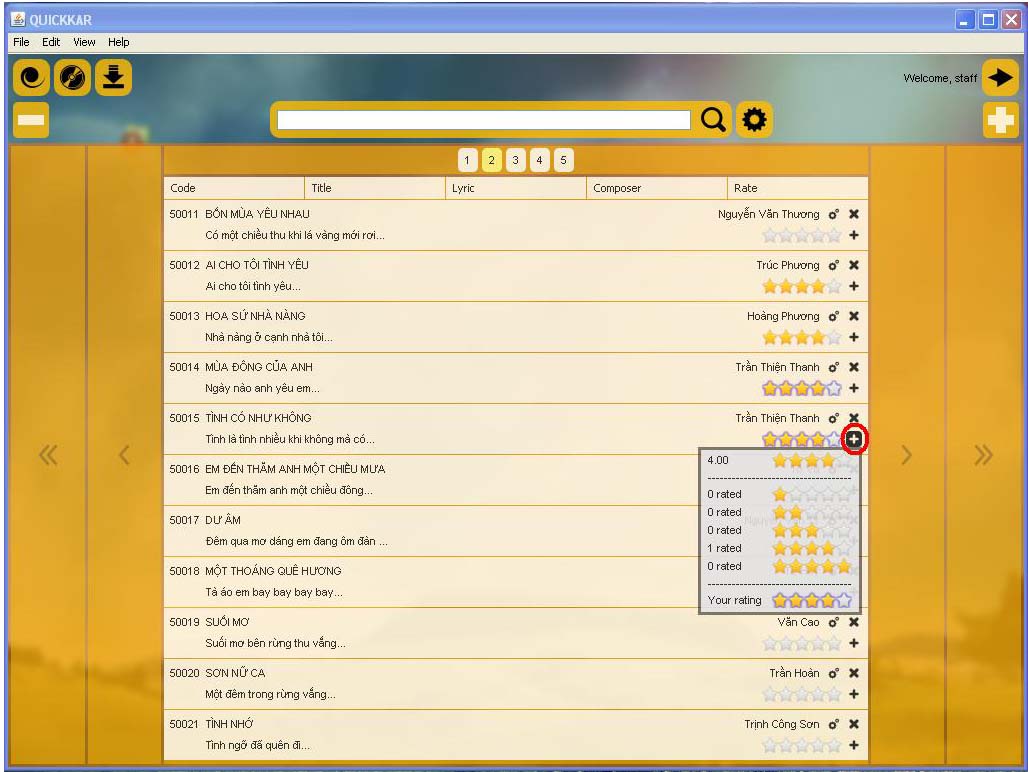 QUICKKAR
File Edit View Help
Welcome, staff
1 2 3 4 5
Code Title Lyric Composer Rate
50011 BỐN MÙA YÊU NHAU Nguyễn Văn Thương
Có một chiều thu khi lá vàng mới rơi...
50012 AI CHO TÔI TÌNH YÊU Trúc Phương
Ai cho tôi tình yêu...
50013 HOA SỨ NHÀ NÀNG Hoàng Phương
Nhà nàng ở cạnh nhà tôi...
50014 MÙA ĐÔNG CỦA ANH Trần Thiện Thanh
Ngày nào anh yêu em...
50015 TÌNH CÓ NHƯ KHÔNG Trần Thiện Thanh
Tình là tình nhiều khi không mà có...
4.00
50016 EM ĐẾN THĂM ANH MỘT CHIỀU MƯA
Em đến thăm anh một chiều đông...
0 rated
0 rated
50017 DƯ ÂM
0 rated
Đêm qua mơ dáng em đang ôm đàn ...
1 rated
0 rated
50018 MỘT THOÁNG QUÊ HƯƠNG
Tà áo em bay bay bay bay...
Your rating
50019 SUỐI MƠ Văn Cao
Suối mơ bên rừng thu vắng...
50020 SƠN NỮ CA Trần Hoàn
Một đêm trong rừng vắng...
50021 TÌNH NHỚ Trịnh Công Sơn
Tình ngỡ đã quên đi...